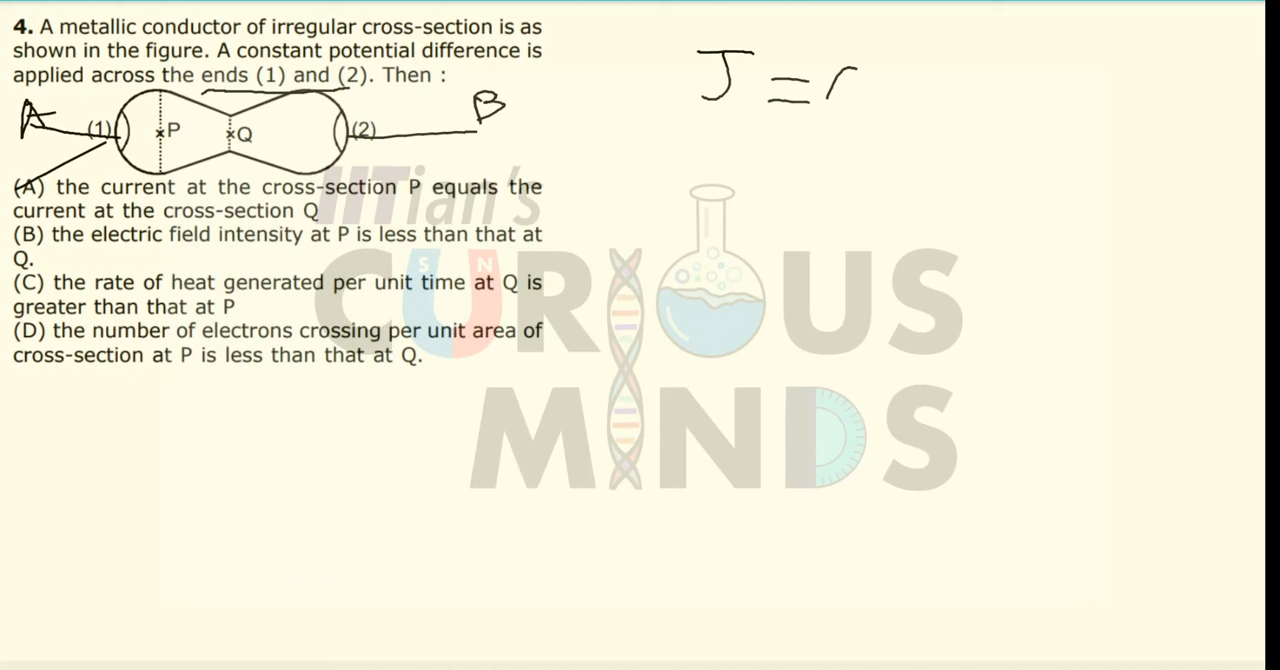 4. A metallic conductor of irregular cross-section is as
shown in the figure. A constant potential difference is
applied across the ends (1) and (2). Then :
A (1) ×P ×Q (2) B
(A) the current at the cross-section P equals the
current at the cross-section Q
(B) the electric field intensity at P is less than that at
Q.
(C) the rate of heat generated per unit time at Q is
greater than that at P
(D) the number of electrons crossing per unit area of
cross-section at P is less than that at Q.
J =
IITian's
CURIOUS
S N
MINDS